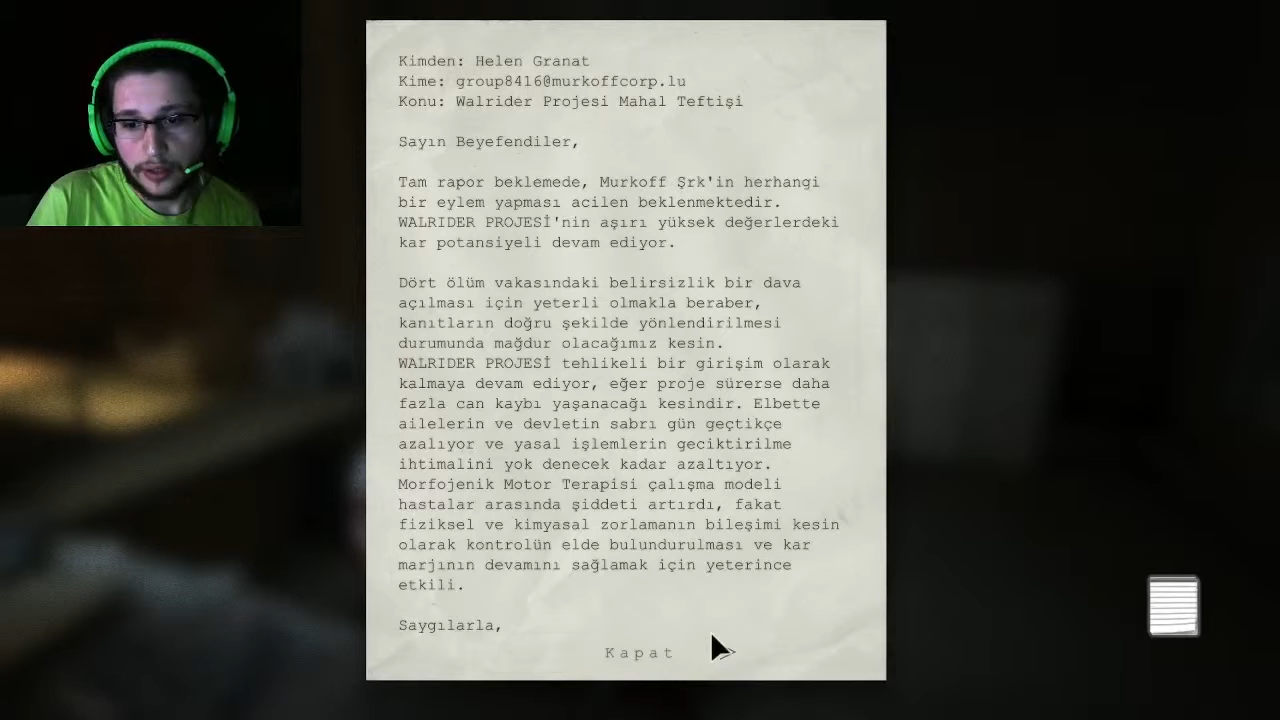 Kimden: Helen Granat
Kime: group8416@murkoffcorp.lu
Konu: Walrider Projesi Mahal Teftişi
Sayın Beyefendiler,
Tam rapor beklemede, Murkoff Şrk'in herhangi
bir eylem yapması acilen beklenmektedir.
WALRIDER PROJESİ'nin aşırı yüksek değerlerdeki
kar potansiyeli devam ediyor.
Dört ölüm vakasındaki belirsizlik bir dava
açılması için yeterli olmakla beraber,
kanıtların doğru şekilde yönlendirilmesi
durumunda mağdur olacağımız kesin.
WALRIDER PROJESİ tehlikeli bir girişim olarak
kalmaya devam ediyor, eğer proje sürerse daha
fazla can kaybı yaşanacağı kesindir. Elbette
ailelerin ve devletin sabrı gün geçtikçe
azalıyor ve yasal işlemlerin geciktirilme
ihtimalini yok denecek kadar azaltıyor.
Morfojenik Motor Terapisi çalışma modeli
hastalar arasında şiddeti artırdı, fakat
fiziksel ve kimyasal zorlamanın bileşimi kesin
olarak kontrolün elde bulundurulması ve kar
marjının devamını sağlamak için yeterince
etkili.
Saygılarla,
Kapat